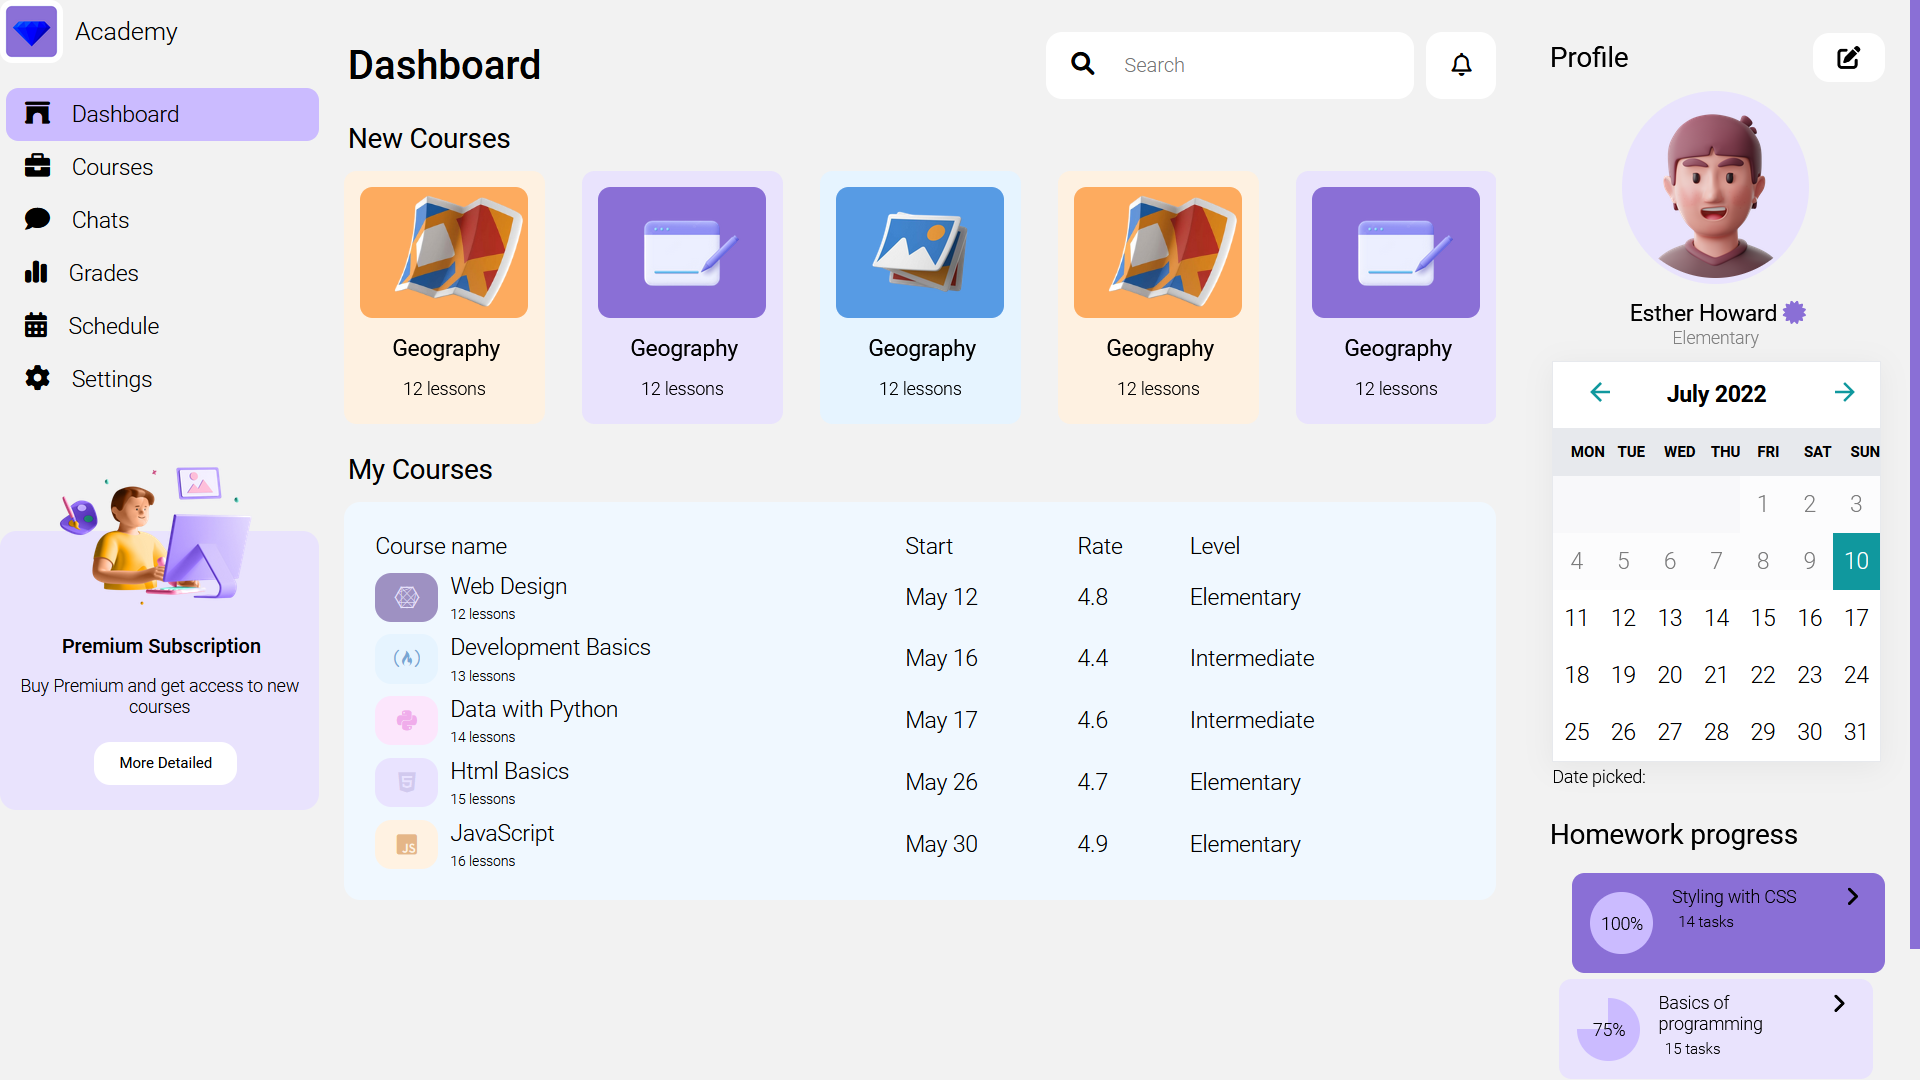 Academy
Dashboard
Courses
Chats
Grades
Schedule
Settings
Premium Subscription
Buy Premium and get access to new
courses
More Detailed
Dashboard
Search
New Courses
Geography
12 lessons
Geography
12 lessons
Geography
12 lessons
Geography
12 lessons
Geography
12 lessons
My Courses
Course name Start Rate Level
Web Design
12 lessons
May 12 4.8 Elementary
Development Basics
13 lessons
May 16 4.4 Intermediate
Data with Python
14 lessons
May 17 4.6 Intermediate
Html Basics
15 lessons
May 26 4.7 Elementary
JS
JavaScript
16 lessons
May 30 4.9 Elementary
Profile
Esther Howard
Elementary
July 2022
MON TUE WED THU FRI SAT SUN
1 2 3
4 5 6 7 8 9 10
11 12 13 14 15 16 17
18 19 20 21 22 23 24
25 26 27 28 29 30 31
Date picked:
Homework progress
100%
Styling with CSS
14 tasks
75%
Basics of
programming
15 tasks